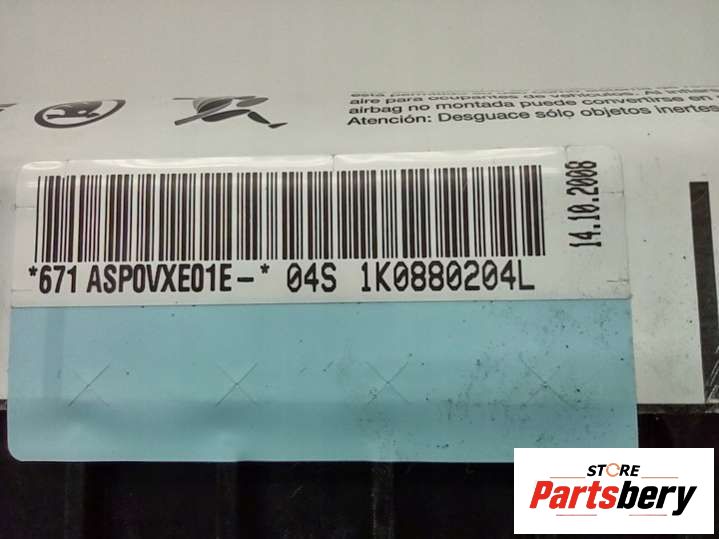 aire para ocupantes de vehículos. Al inflars
airbag no montada puede convertirse en
Atención: Desguace sólo objetos inertes
14.10.2008
*671 ASP0VXE01E-* 04S 1K0880204L
STORE
Partsbery